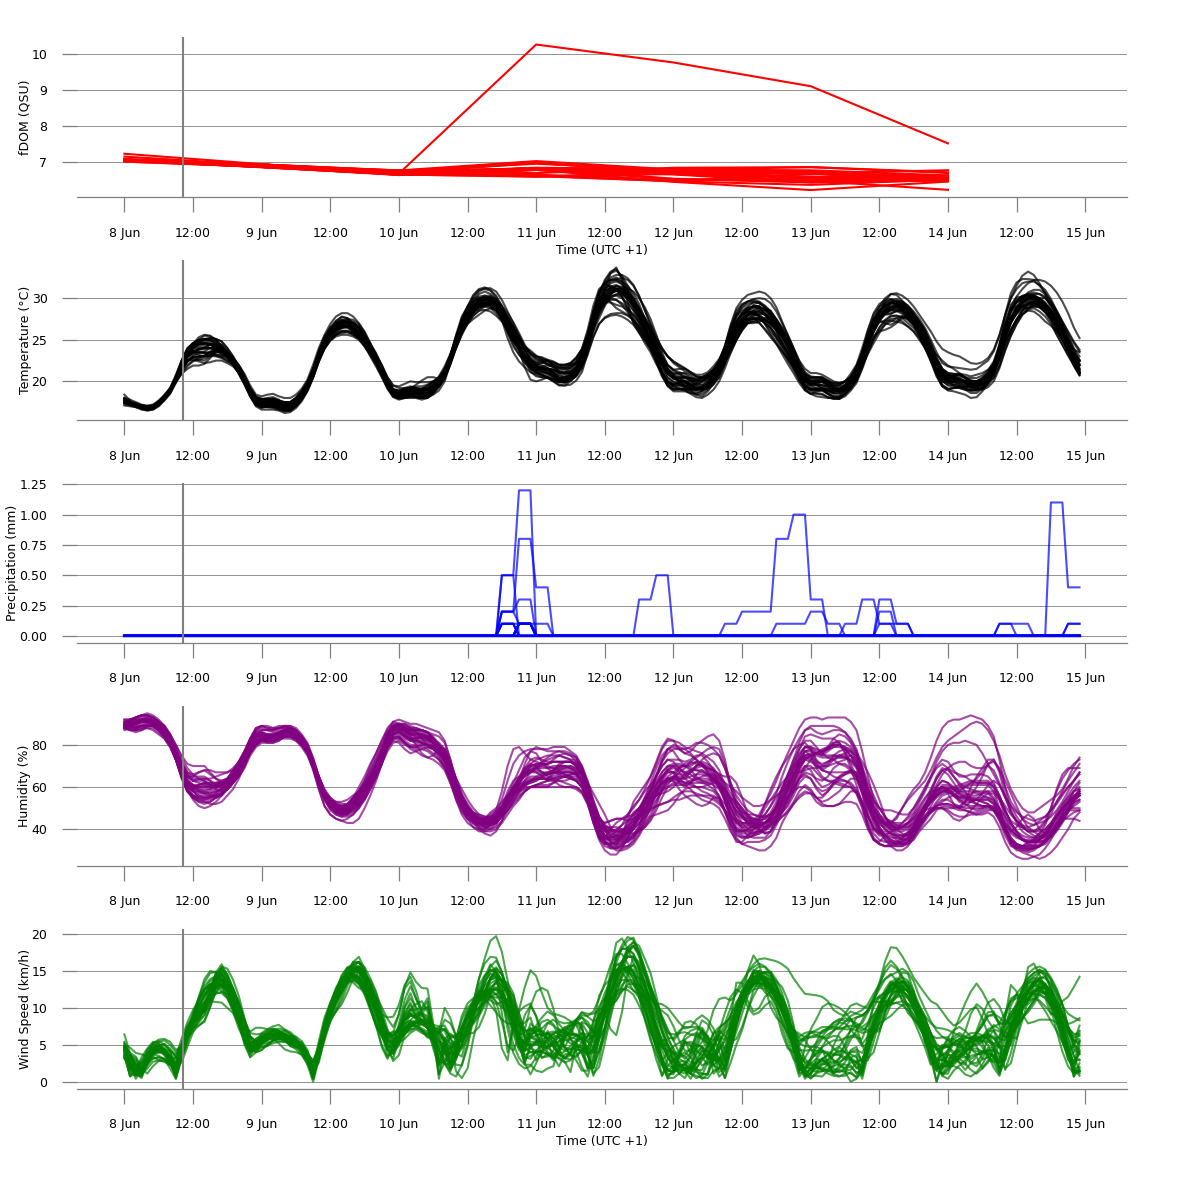 fDOM (QSU)
10
9
8
7
8 Jun 12:00 9 Jun 12:00 10 Jun 12:00 11 Jun 12:00 12 Jun 12:00 13 Jun 12:00 14 Jun 12:00 15 Jun
Time (UTC +1)
Temperature (°C)
30
25
20
8 Jun 12:00 9 Jun 12:00 10 Jun 12:00 11 Jun 12:00 12 Jun 12:00 13 Jun 12:00 14 Jun 12:00 15 Jun
Precipitation (mm)
1.25
1.00
0.75
0.50
0.25
0.00
8 Jun 12:00 9 Jun 12:00 10 Jun 12:00 11 Jun 12:00 12 Jun 12:00 13 Jun 12:00 14 Jun 12:00 15 Jun
Humidity (%)
80
60
40
8 Jun 12:00 9 Jun 12:00 10 Jun 12:00 11 Jun 12:00 12 Jun 12:00 13 Jun 12:00 14 Jun 12:00 15 Jun
Wind Speed (km/h)
20
15
10
5
0
8 Jun 12:00 9 Jun 12:00 10 Jun 12:00 11 Jun 12:00 12 Jun 12:00 13 Jun 12:00 14 Jun 12:00 15 Jun
Time (UTC +1)